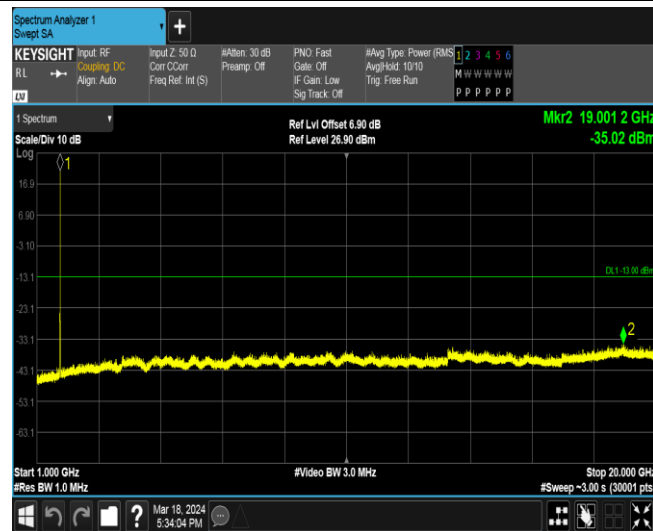 Spectrum Analyzer 1
Swept SA
+
KEYSIGHT
RL
LXI
Input: RF
Coupling: DC
Align: Auto
Input Z: 50 Ω
Corr CCorr
Freq Ref: Int (S)
#Atten: 30 dB
Preamp: Off
PNO: Fast
Gate: Off
IF Gain: Low
Sig Track: Off
#Avg Type: Power (RMS
Avg|Hold: 10/10
Trig: Free Run
1 2 3 4 5 6
M W W W W W
P P P P P P
1 Spectrum
Scale/Div 10 dB
Log
Ref Lvl Offset 6.90 dB
Ref Level 26.90 dBm
Mkr2 19.001 2 GHz
-35.02 dBm
1
16.9
6.90
-3.10
-13.1
DL1 -13.00 dBm
-23.1
-33.1
2
-43.1
-53.1
-63.1
Start 1.000 GHz
#Res BW 1.0 MHz
#Video BW 3.0 MHz
Stop 20.000 GHz
#Sweep ~3.00 s (30001 pts
?
Mar 18, 2024
5:34:04 PM